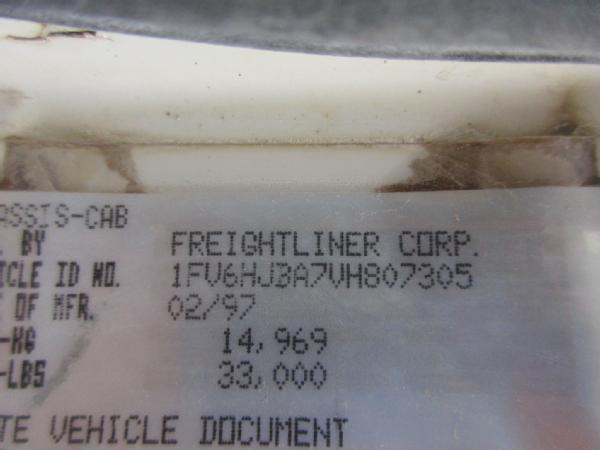 ASSIS-CAB
BY FREIGHTLINER CORP.
ICLE ID NO. 1FV6HJBA7VH807305
OF MFR. 02/97
-KG 14,969
-LBS 33,000
TE VEHICLE DOCUMENT